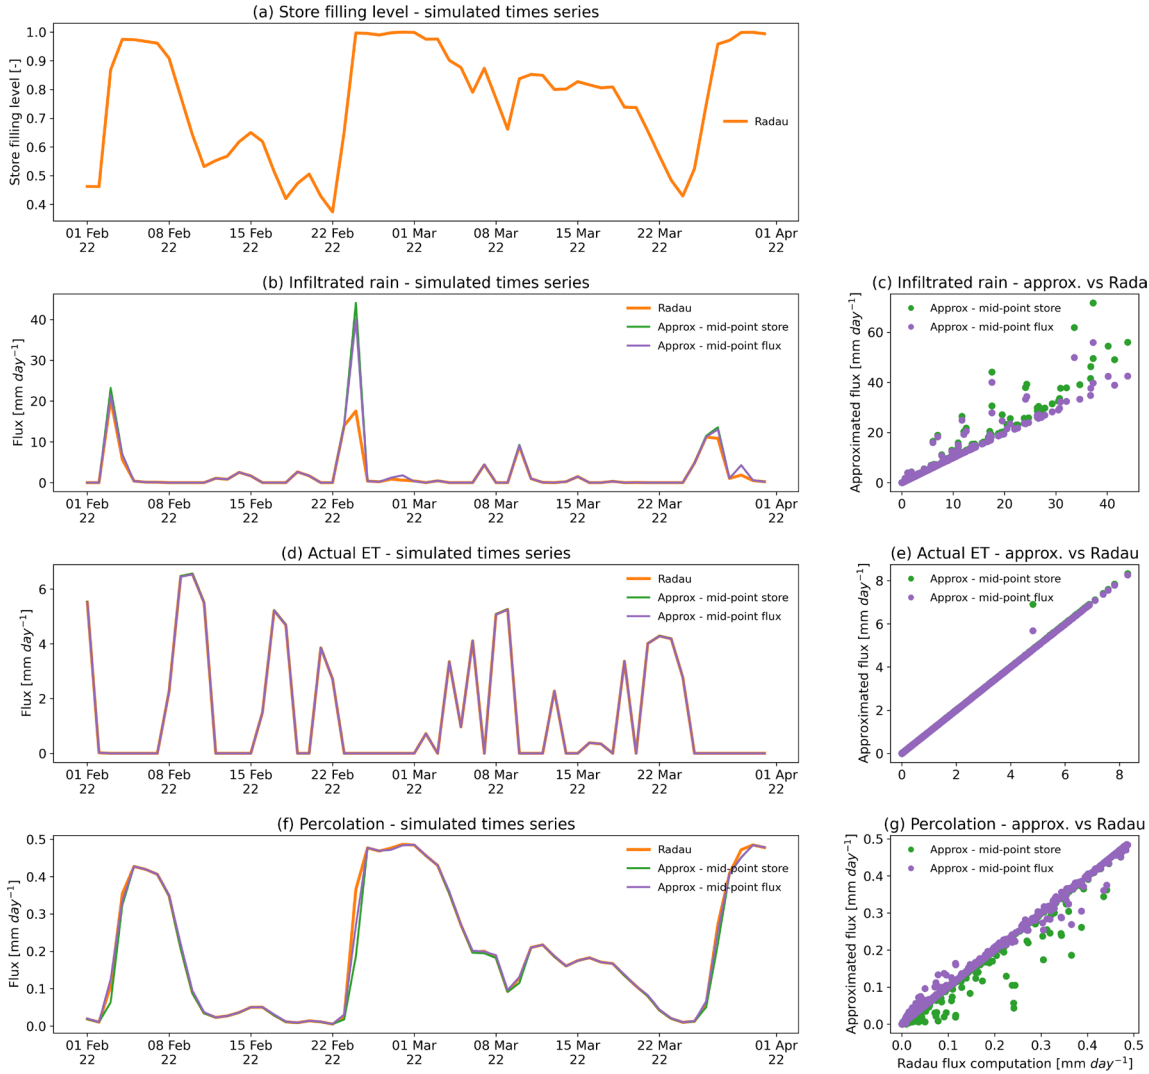 (a) Store filling level - simulated times series
Store filling level [-]
1.0
0.9
0.8
0.7
0.6
0.5
0.4
Radau
01 Feb 08 Feb 15 Feb 22 Feb 01 Mar 08 Mar 15 Mar 22 Mar 01 Apr
22 22 22 22 22 22 22 22 22
(b) Infiltrated rain - simulated times series
Flux [mm day⁻¹]
40
30
20
10
0
Radau
Approx - mid-point store
Approx - mid-point flux
01 Feb 08 Feb 15 Feb 22 Feb 01 Mar 08 Mar 15 Mar 22 Mar 01 Apr
22 22 22 22 22 22 22 22 22
(c) Infiltrated rain - approx. vs Rada
Approximated flux [mm day⁻¹]
60
40
20
0
Approx - mid-point store
Approx - mid-point flux
0 10 20 30 40
(d) Actual ET - simulated times series
Flux [mm day⁻¹]
6
4
2
0
Radau
Approx - mid-point store
Approx - mid-point flux
01 Feb 08 Feb 15 Feb 22 Feb 01 Mar 08 Mar 15 Mar 22 Mar 01 Apr
22 22 22 22 22 22 22 22 22
(e) Actual ET - approx. vs Radau
Approximated flux [mm day⁻¹]
8
6
4
2
0
Approx - mid-point store
Approx - mid-point flux
0 2 4 6 8
(f) Percolation - simulated times series
Flux [mm day⁻¹]
0.5
0.4
0.3
0.2
0.1
0.0
Radau
Approx - mid-point store
Approx - mid-point flux
01 Feb 08 Feb 15 Feb 22 Feb 01 Mar 08 Mar 15 Mar 22 Mar 01 Apr
22 22 22 22 22 22 22 22 22
(g) Percolation - approx. vs Radau
Approximated flux [mm day⁻¹]
0.5
0.4
0.3
0.2
0.1
0.0
Approx - mid-point store
Approx - mid-point flux
0.0 0.1 0.2 0.3 0.4 0.5
Radau flux computation [mm day⁻¹]